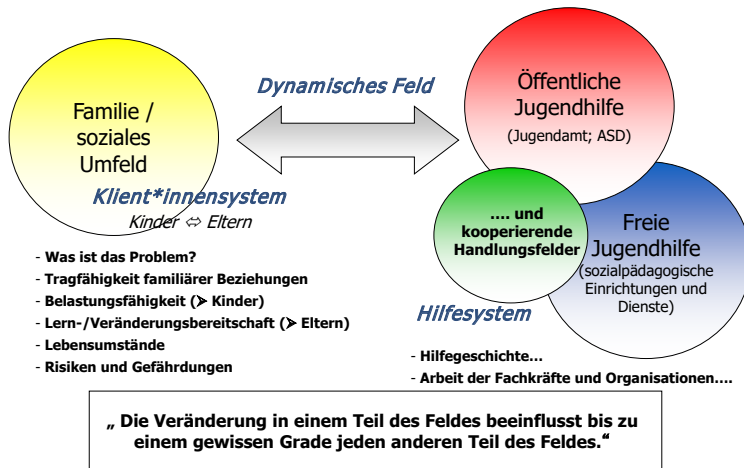 Dynamisches Feld
Familie /
soziales
Umfeld
Klient*innensystem
Kinder ⇔ Eltern
- Was ist das Problem?
- Tragfähigkeit familiärer Beziehungen
- Belastungsfähigkeit (➤ Kinder)
- Lern-/Veränderungsbereitschaft (➤ Eltern)
- Lebensumstände
- Risiken und Gefährdungen
Öffentliche
Jugendhilfe
(Jugendamt; ASD)
.... und
kooperierende
Handlungsfelder
Freie
Jugendhilfe
(sozialpädagogische
Einrichtungen und
Dienste)
Hilfesystem
- Hilfegeschichte...
- Arbeit der Fachkräfte und Organisationen....
„ Die Veränderung in einem Teil des Feldes beeinflusst bis zu
einem gewissen Grade jeden anderen Teil des Feldes.“